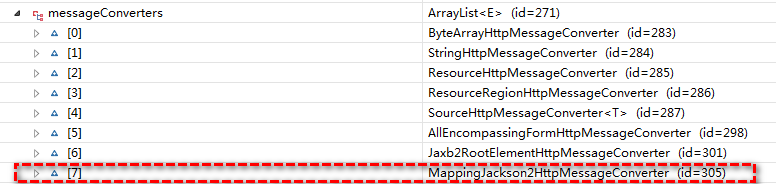 messageConverters ArrayList<E> (id=271)
[0] ByteArrayHttpMessageConverter (id=283)
[1] StringHttpMessageConverter (id=284)
[2] ResourceHttpMessageConverter (id=285)
[3] ResourceRegionHttpMessageConverter (id=286)
[4] SourceHttpMessageConverter<T> (id=287)
[5] AllEncompassingFormHttpMessageConverter (id=298)
[6] Jaxb2RootElementHttpMessageConverter (id=301)
[7] MappingJackson2HttpMessageConverter (id=305)